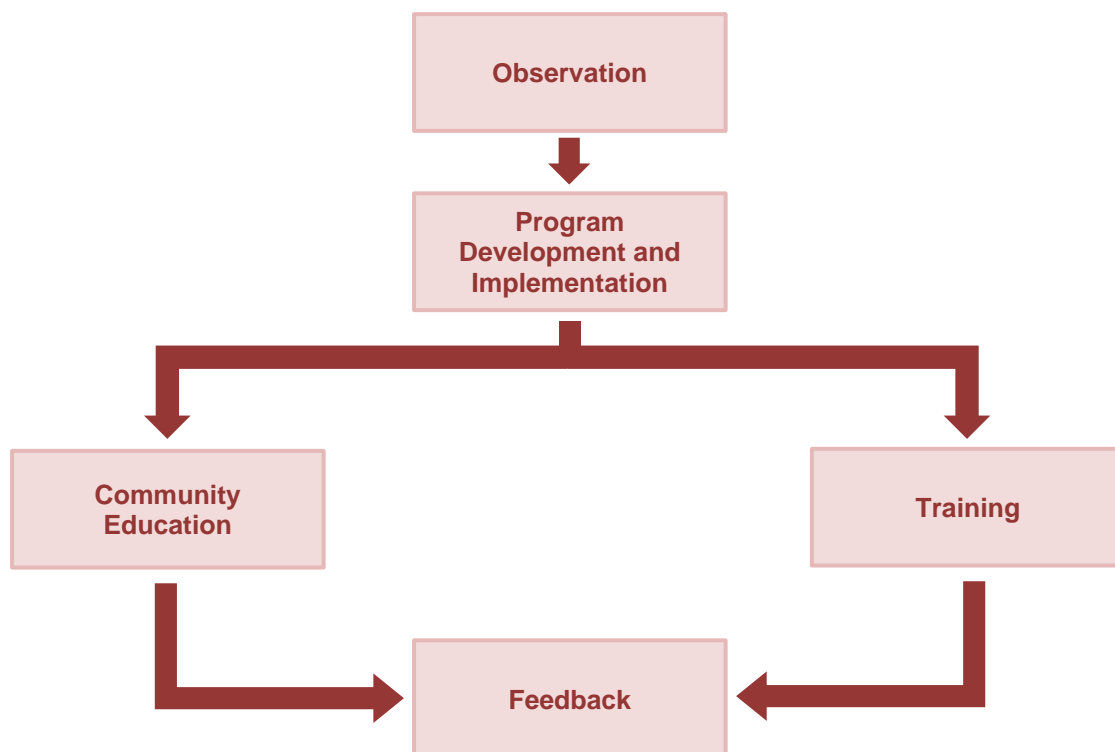 Observation
Program
Development and
Implementation
Community
Education
Training
Feedback